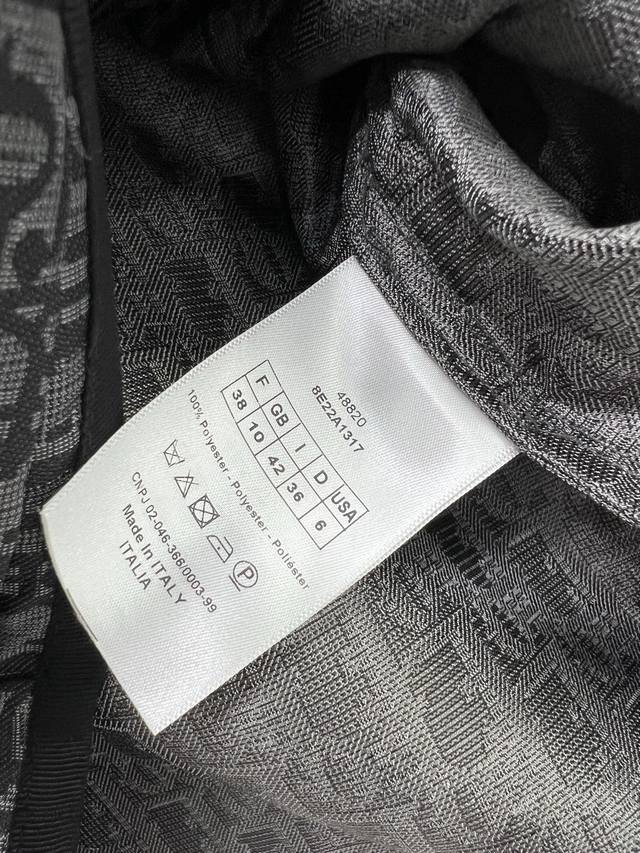 48820
8E22A1317
F GB I D USA
38 10 42 36 6
100% Polyester - Polyester - Poliéster
P
CNPJ 02-046-366/0003-99
Made In ITALY
ITALIA